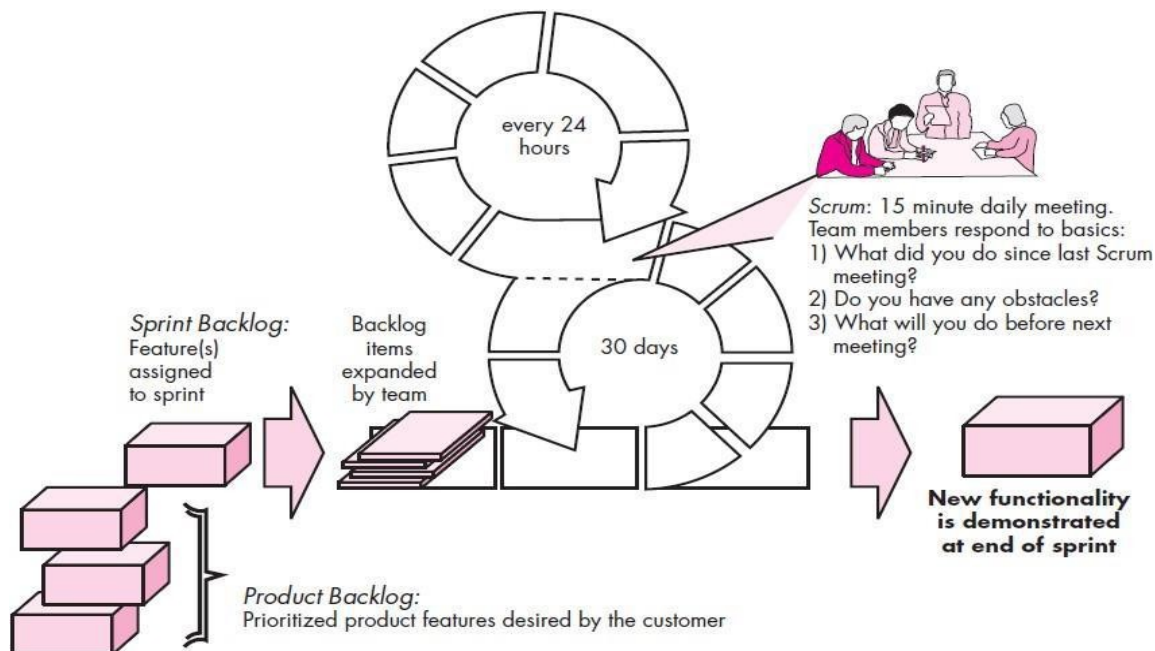 every 24
hours
Scrum: 15 minute daily meeting.
Team members respond to basics:
1) What did you do since last Scrum
meeting?
2) Do you have any obstacles?
3) What will you do before next
meeting?
Sprint Backlog:
Feature(s)
assigned
to sprint
Backlog
items
expanded
by team
30 days
New functionality
is demonstrated
at end of sprint
Product Backlog:
Prioritized product features desired by the customer